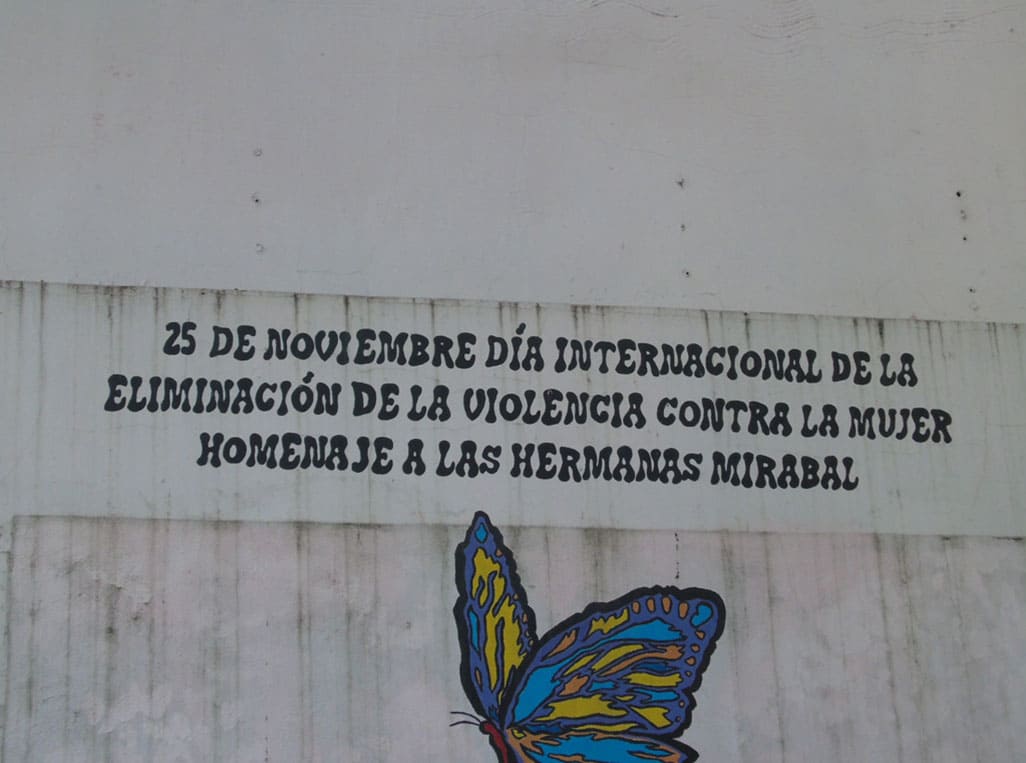 25 DE NOVIEMBRE DÍA INTERNACIONAL DE LA
ELIMINACIÓN DE LA VIOLENCIA CONTRA LA MUJER
HOMENAJE A LAS HERMANAS MIRABAL